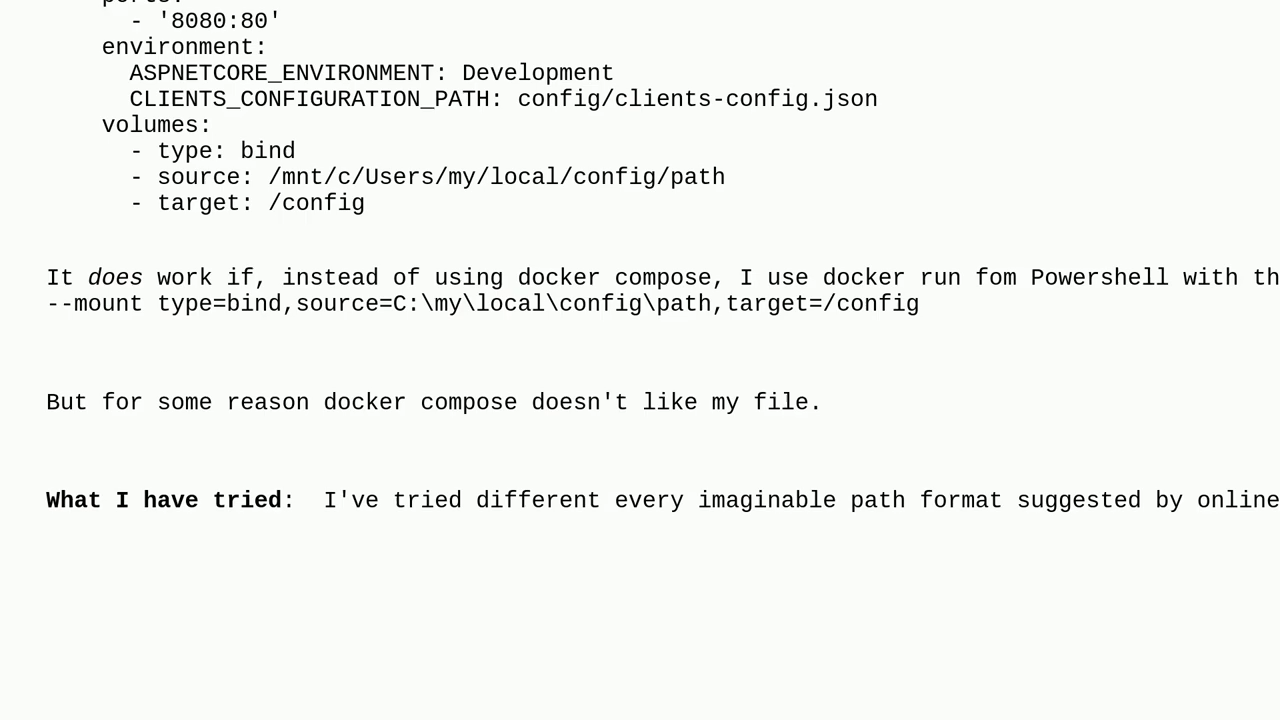 - '8080:80'
environment:
ASPNETCORE_ENVIRONMENT: Development
CLIENTS_CONFIGURATION_PATH: config/clients-config.json
volumes:
- type: bind
- source: /mnt/c/Users/my/local/config/path
- target: /config
It does work if, instead of using docker compose, I use docker run fom Powershell with th
--mount type=bind,source=C:\my\local\config\path,target=/config
But for some reason docker compose doesn't like my file.
What I have tried:  I've tried different every imaginable path format suggested by online